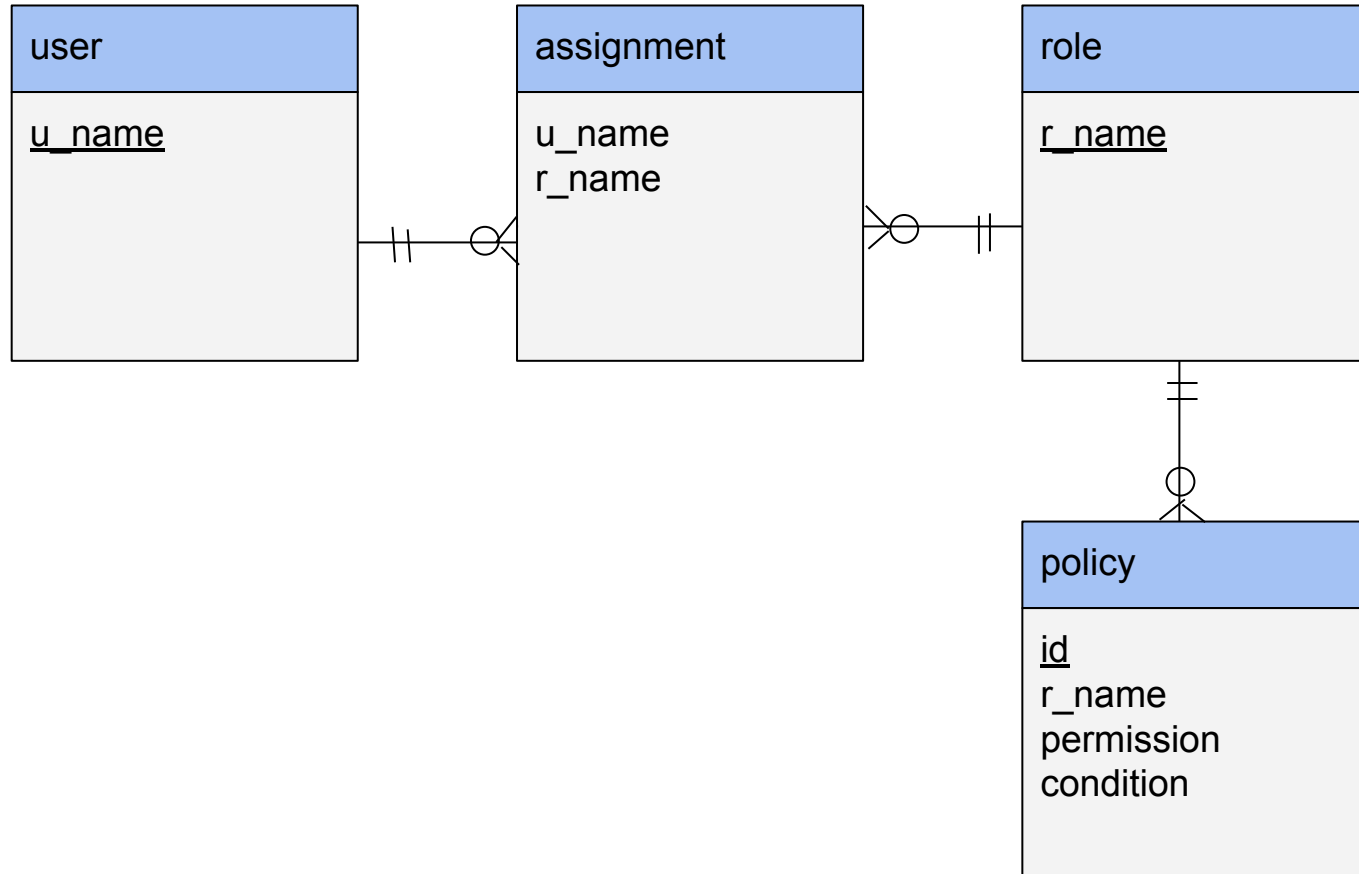 user
u_name
assignment
u_name
r_name
role
r_name
policy
id
r_name
permission
condition